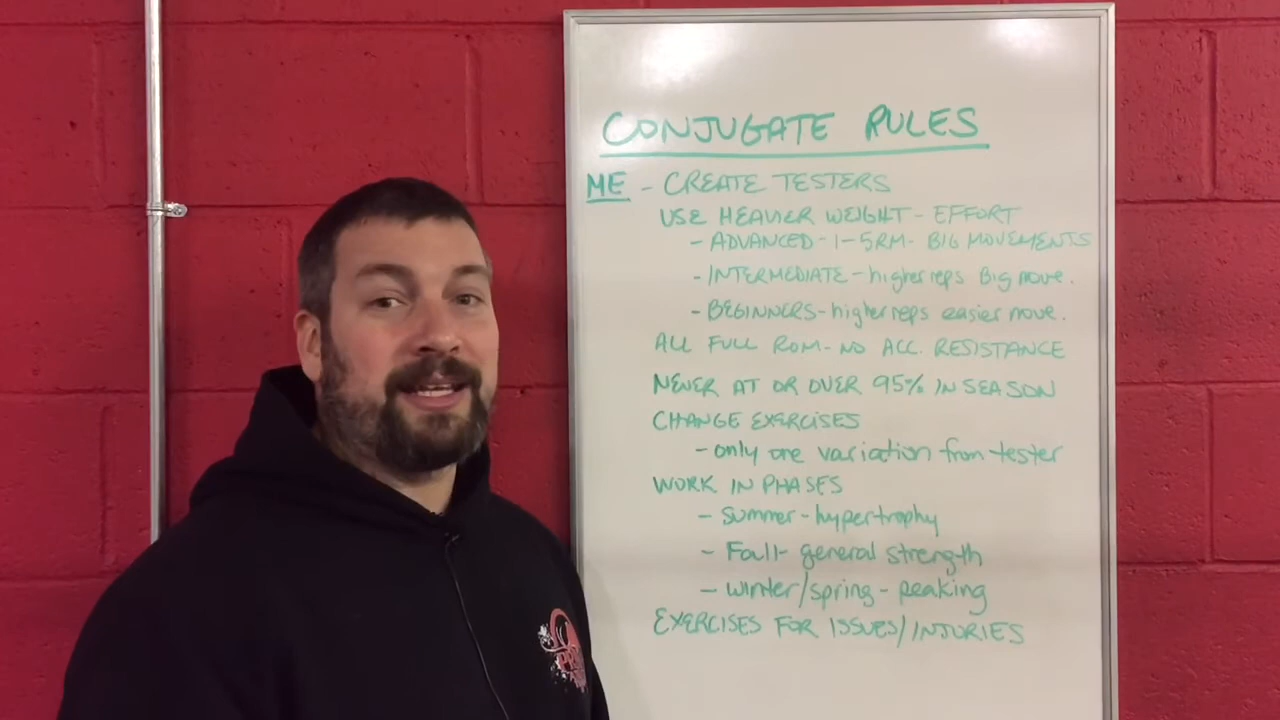 CONJUGATE RULES
ME - CREATE TESTERS
USE HEAVIER WEIGHT - EFFORT
- ADVANCED - 1-5RM - BIG MOVEMENTS
- INTERMEDIATE - higher reps Big move.
- BEGINNERS - higher reps easier move.
ALL FULL ROM - NO ACC. RESISTANCE
NEVER AT OR OVER 95% IN SEASON
CHANGE EXERCISES
- only one variation from tester
WORK IN PHASES
- Summer - hypertrophy
- Fall - general strength
- winter/spring - peaking
EXERCISES FOR ISSUES/INJURIES